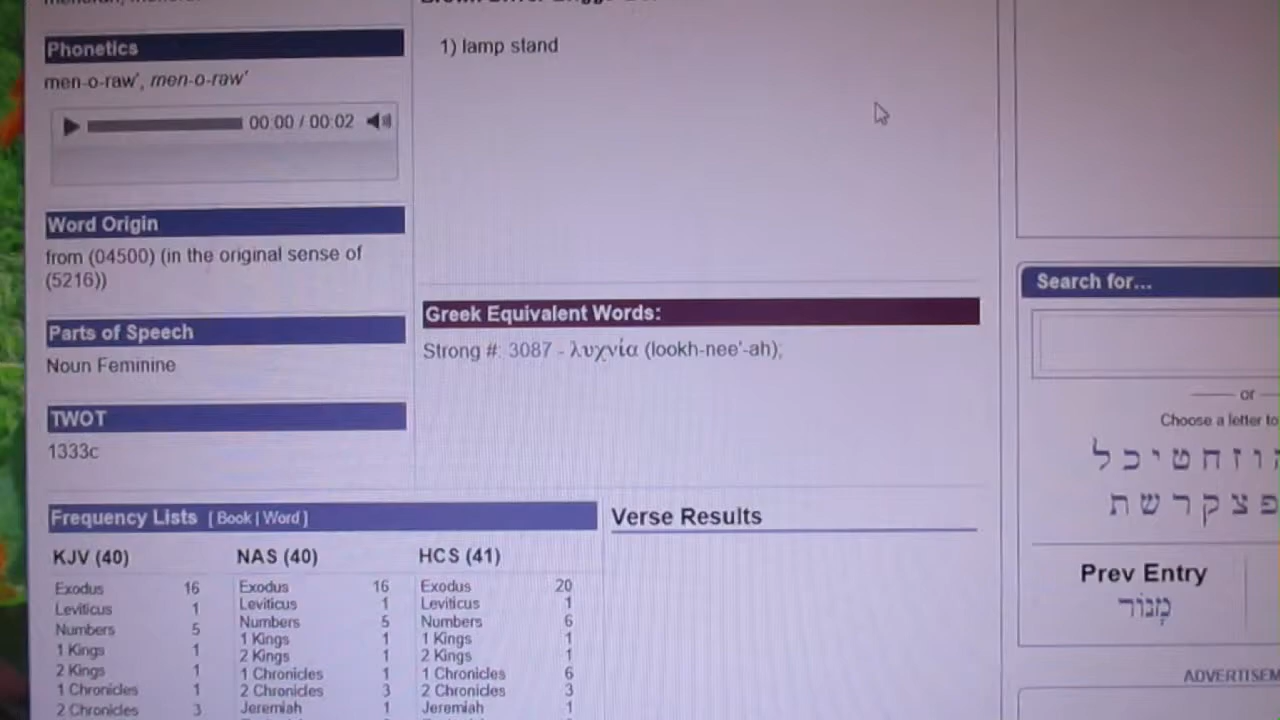 Phonetics
men-o-raw', men-o-raw'
00:00 / 00:02
Word Origin
from (04500) (in the original sense of
(5216))
Parts of Speech
Noun Feminine
TWOT
1333c
1) lamp stand
Greek Equivalent Words:
Strong #: 3087 - λυχνία (lookh-nee'-ah);
Frequency Lists [ Book | Word ]
KJV (40)
Exodus 16
Leviticus 1
Numbers 5
1 Kings 1
2 Kings 1
1 Chronicles 1
2 Chronicles 3
NAS (40)
Exodus 16
Leviticus 1
Numbers 5
1 Kings 1
2 Kings 1
1 Chronicles 1
2 Chronicles 3
Jeremiah 1
HCS (41)
Exodus 20
Leviticus 1
Numbers 6
1 Kings 1
2 Kings 1
1 Chronicles 6
2 Chronicles 3
Jeremiah 1
Verse Results
Search for...
or
Choose a letter to
ו ז ח ט י כ ל
פ צ ק ר ש ת
Prev Entry
מָנוֹר